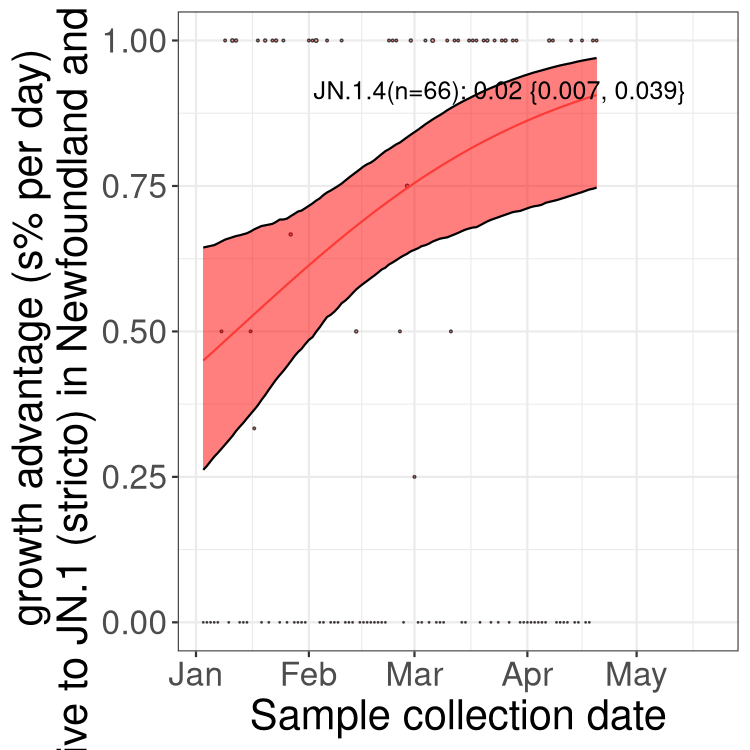 growth advantage (s% per day)
ive to JN.1 (stricto) in Newfoundland and
1.00
0.75
0.50
0.25
0.00
JN.1.4(n=66): 0.02 {0.007, 0.039}
Jan Feb Mar Apr May
Sample collection date